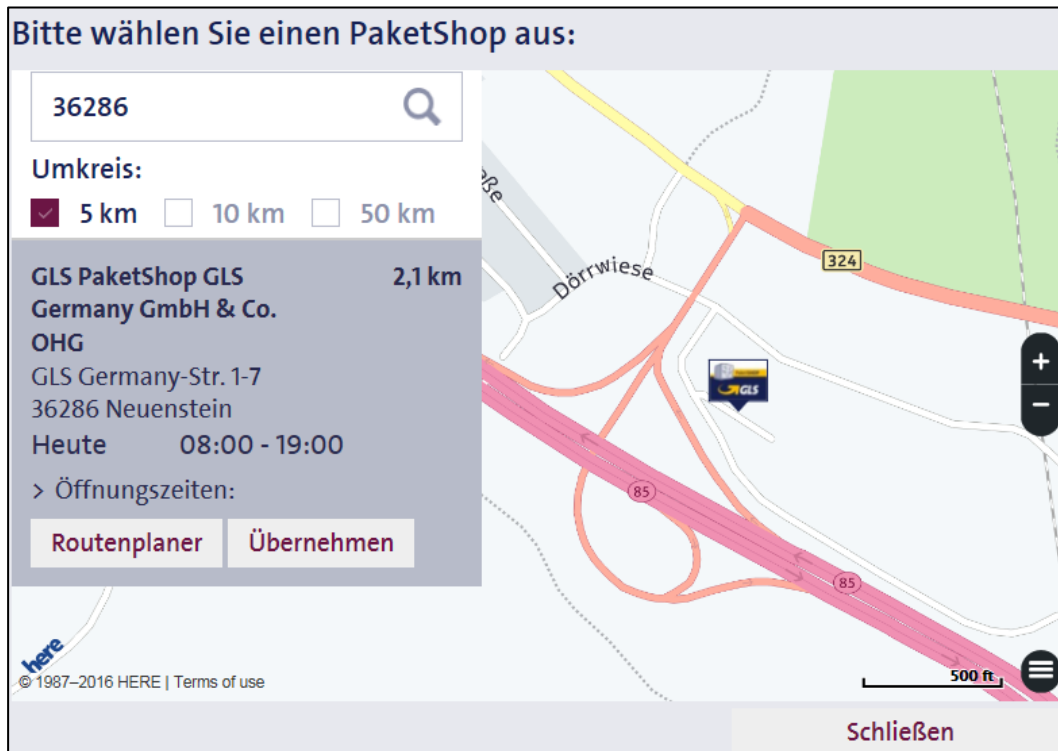 Bitte wählen Sie einen PaketShop aus:
36286
Umkreis:
5 km 10 km 50 km
GLS PaketShop GLS 2,1 km
Germany GmbH & Co.
OHG
GLS Germany-Str. 1-7
36286 Neuenstein
Heute 08:00 - 19:00
> Öffnungszeiten:
Routenplaner Übernehmen
Dörrwiese
324
GLS
85
85
+
−
here
© 1987–2016 HERE | Terms of use
500 ft
Schließen